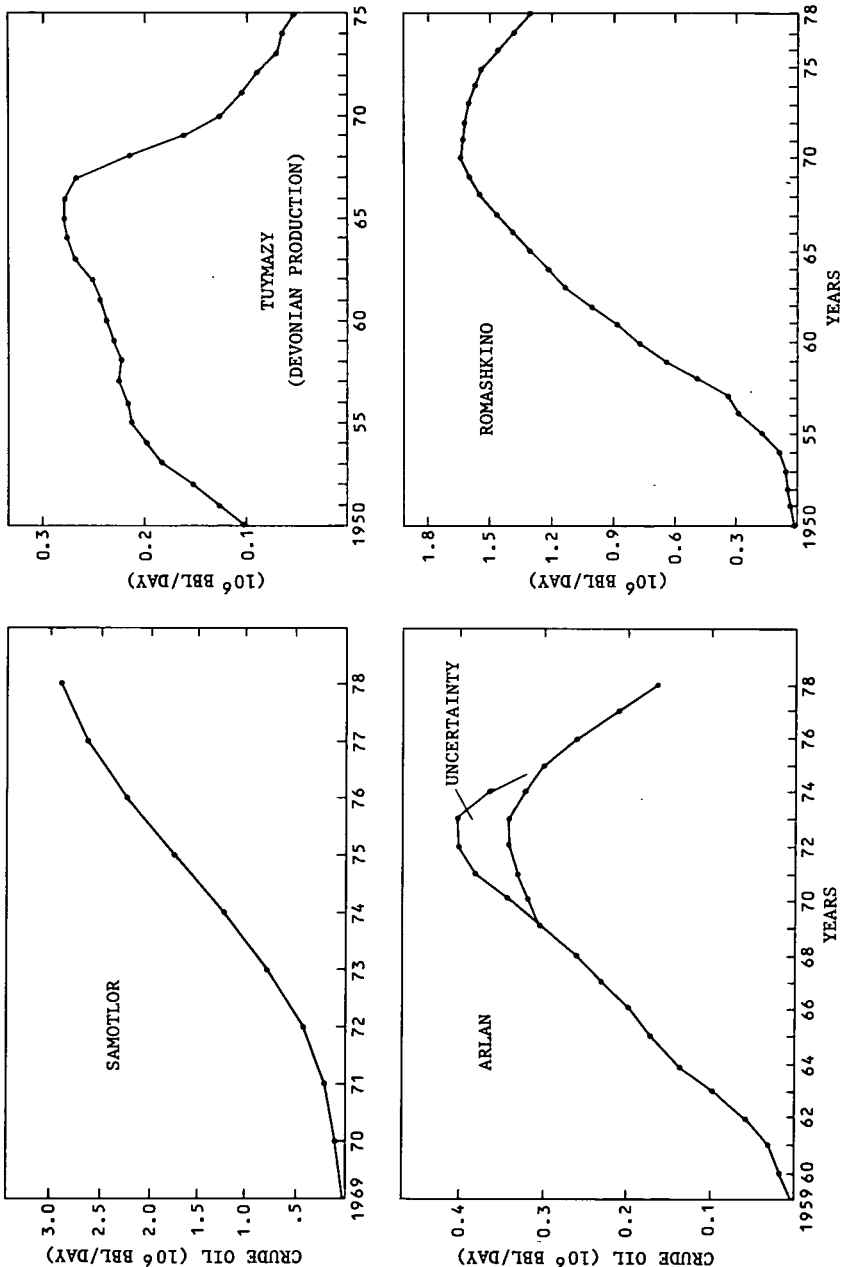 SAMOTLOR
CRUDE OIL (10⁶ BBL/DAY)
3.0
2.5
2.0
1.5
1.0
.5
1969 70 71 72 73 74 75 76 77 78
TUYMAZY
(DEVONIAN PRODUCTION)
(10⁶ BBL/DAY)
0.3
0.2
0.1
1950 55 60 65 70 75
ARLAN
UNCERTAINTY
CRUDE OIL (10⁶ BBL/DAY)
0.4
0.3
0.2
0.1
1959 60 62 64 66 68 70 72 74 76 78
YEARS
ROMASHKINO
(10⁶ BBL/DAY)
1.8
1.5
1.2
0.9
0.6
0.3
1950 55 60 65 70 75 78
YEARS